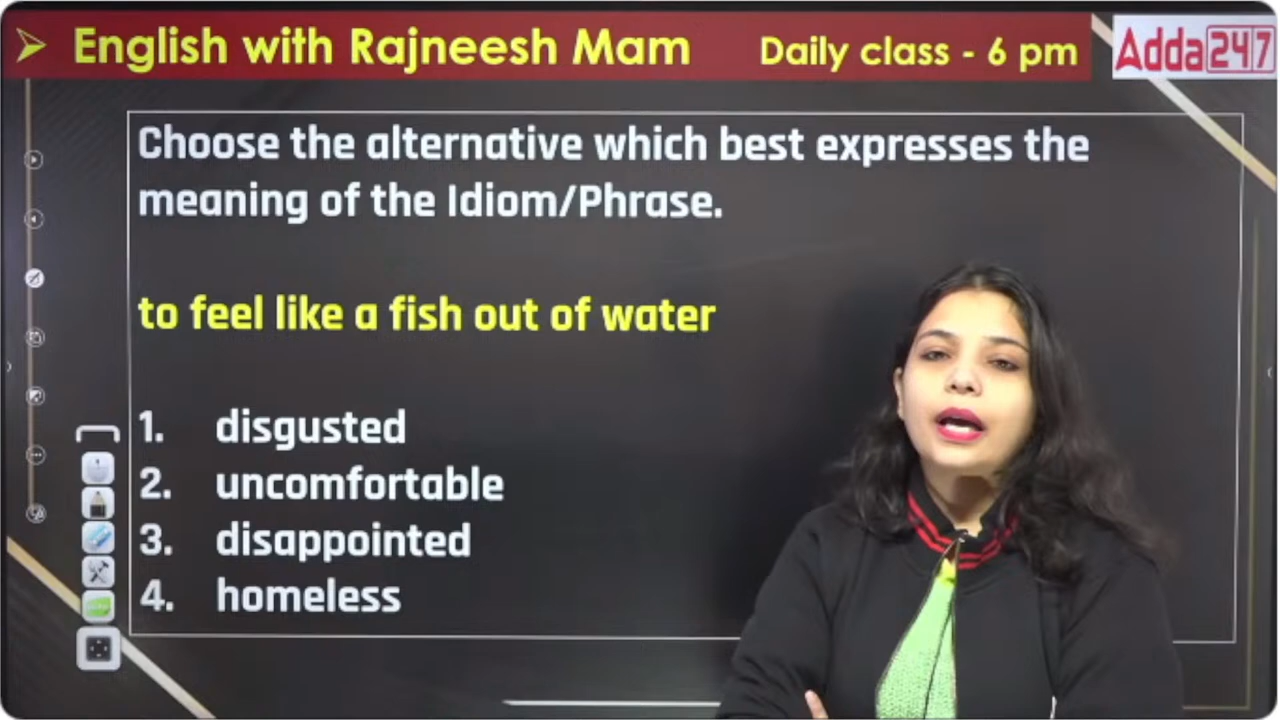 English with Rajneesh Mam
Daily class - 6 pm
Adda247
Choose the alternative which best expresses the
meaning of the Idiom/Phrase.
to feel like a fish out of water
1. disgusted
2. uncomfortable
3. disappointed
4. homeless